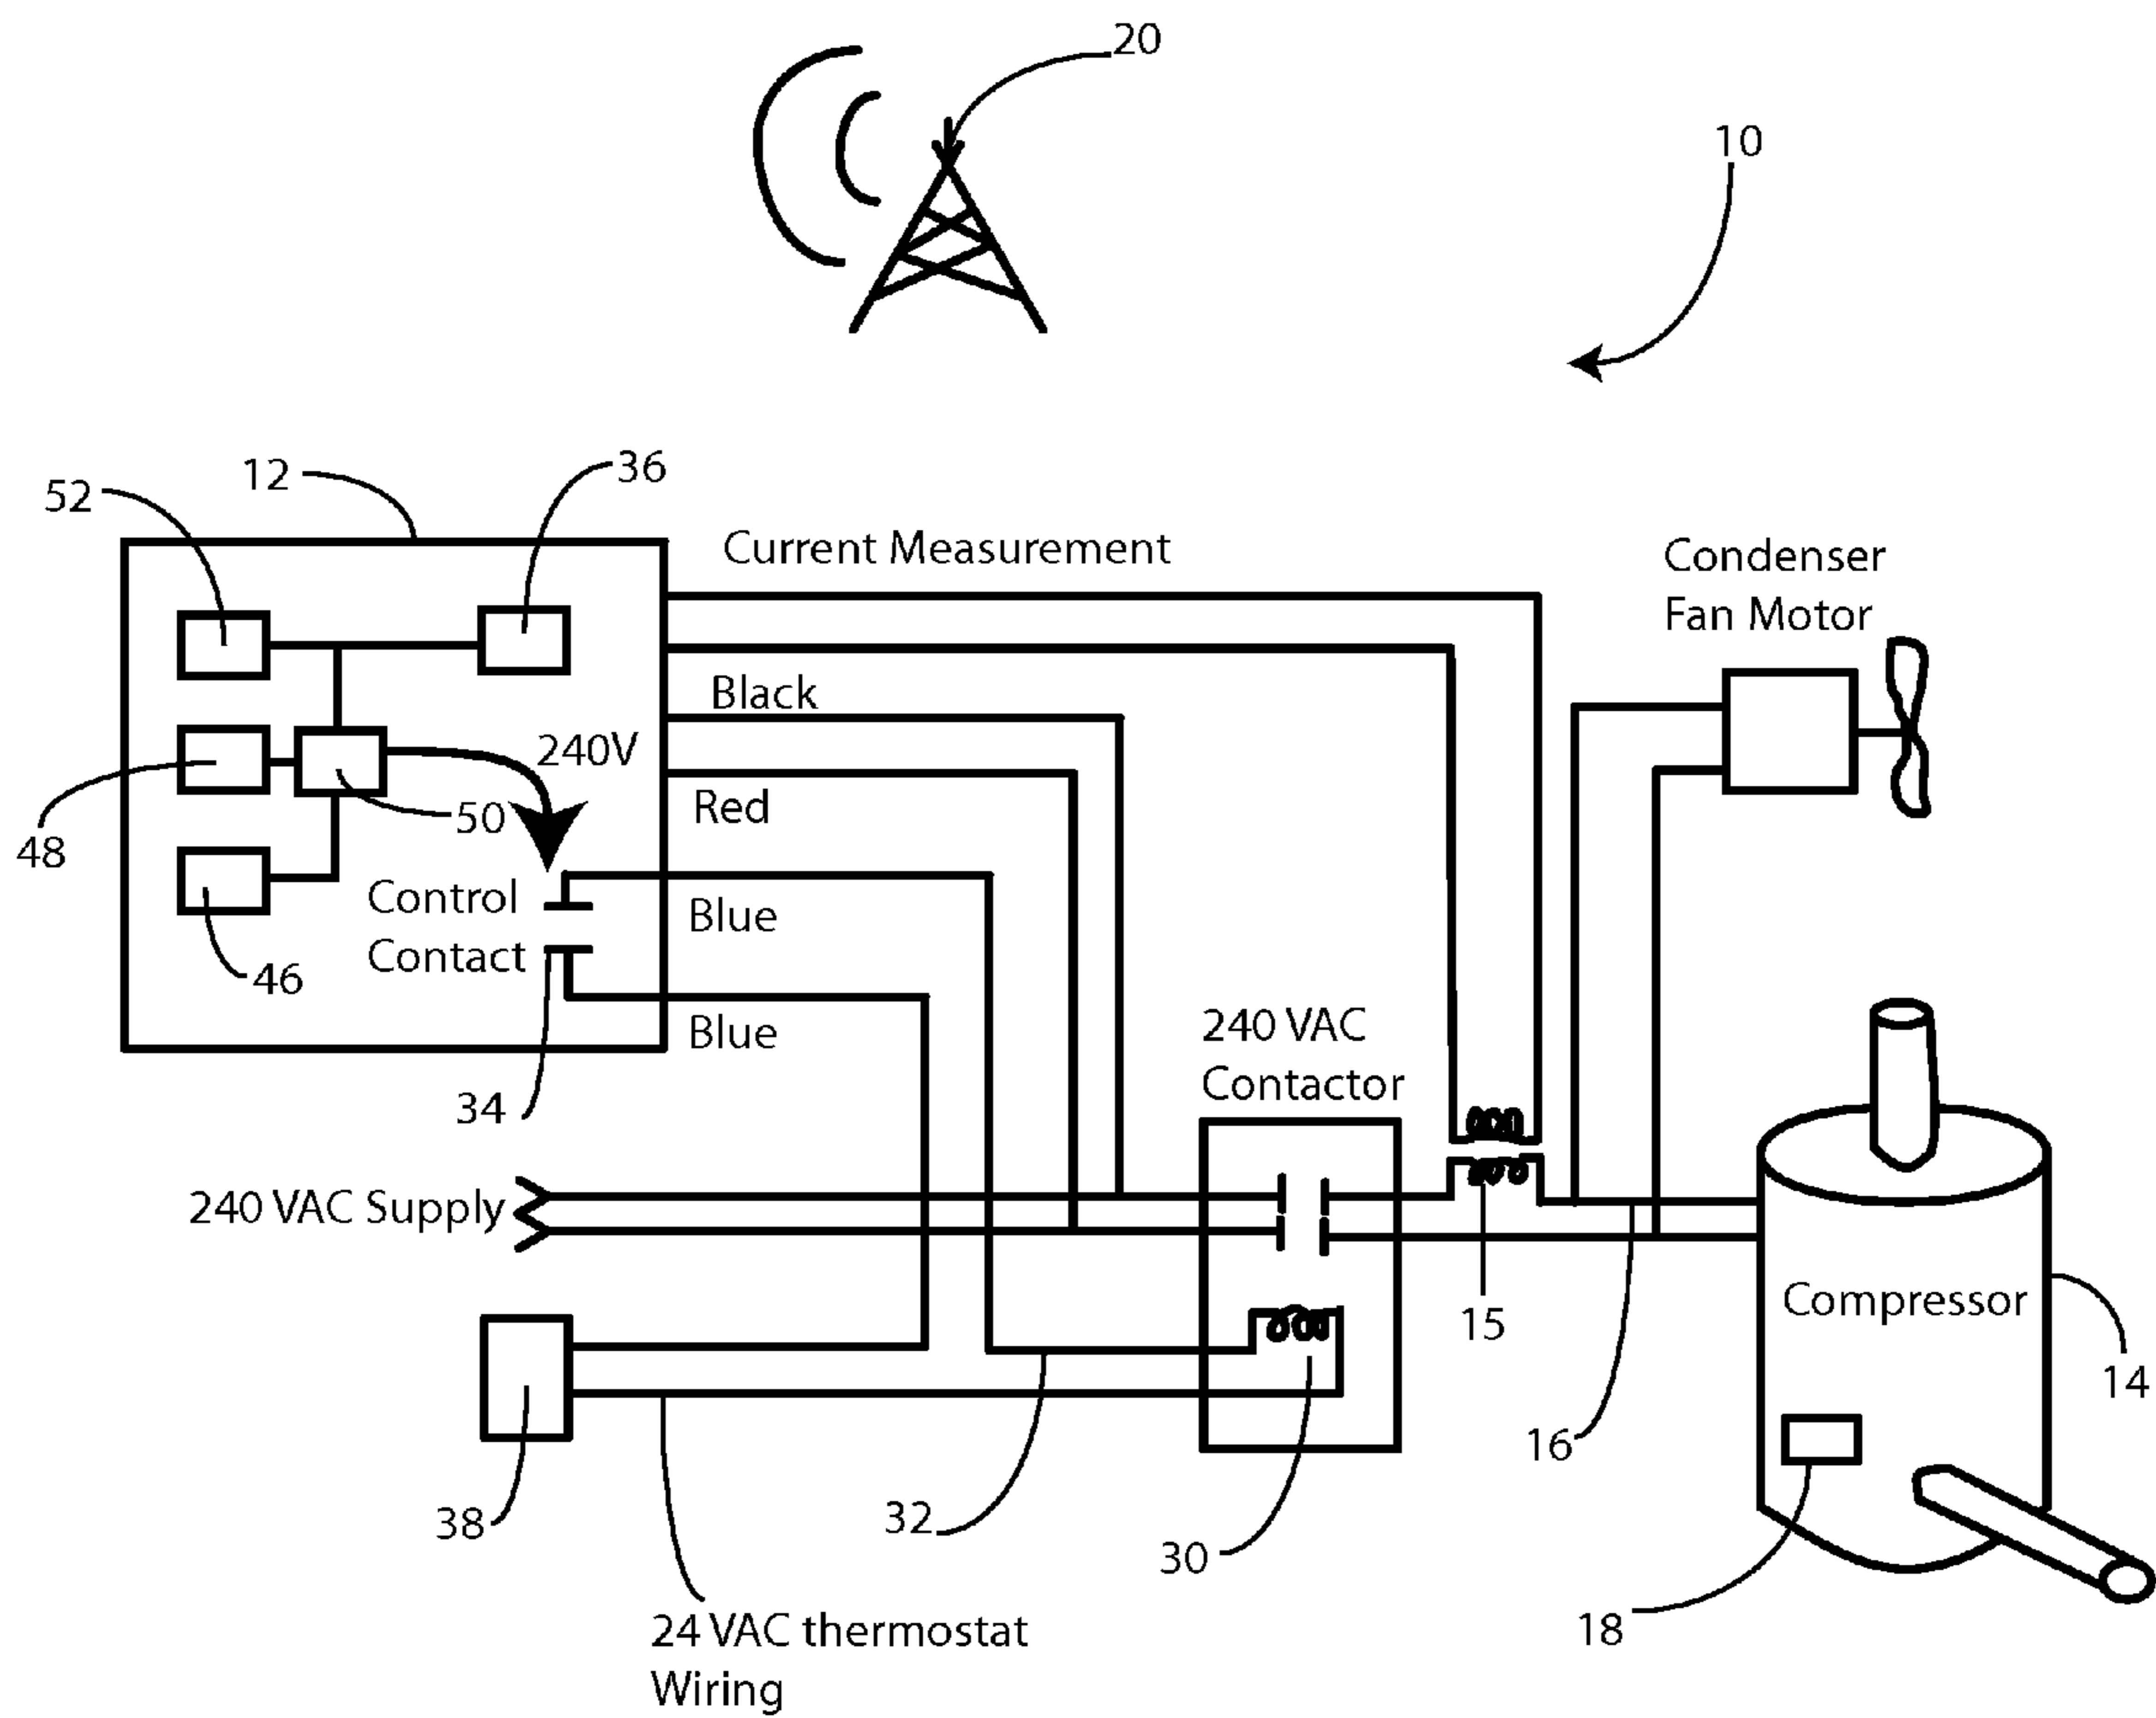 20
10
12
36
52
Current Measurement
Condenser
Fan Motor
Black
240V
Red
50
48
Control
Contact
Blue
46
Blue
34
240 VAC
Contactor
240 VAC Supply
15
Compressor
14
16
38
32
30
18
24 VAC thermostat
Wiring